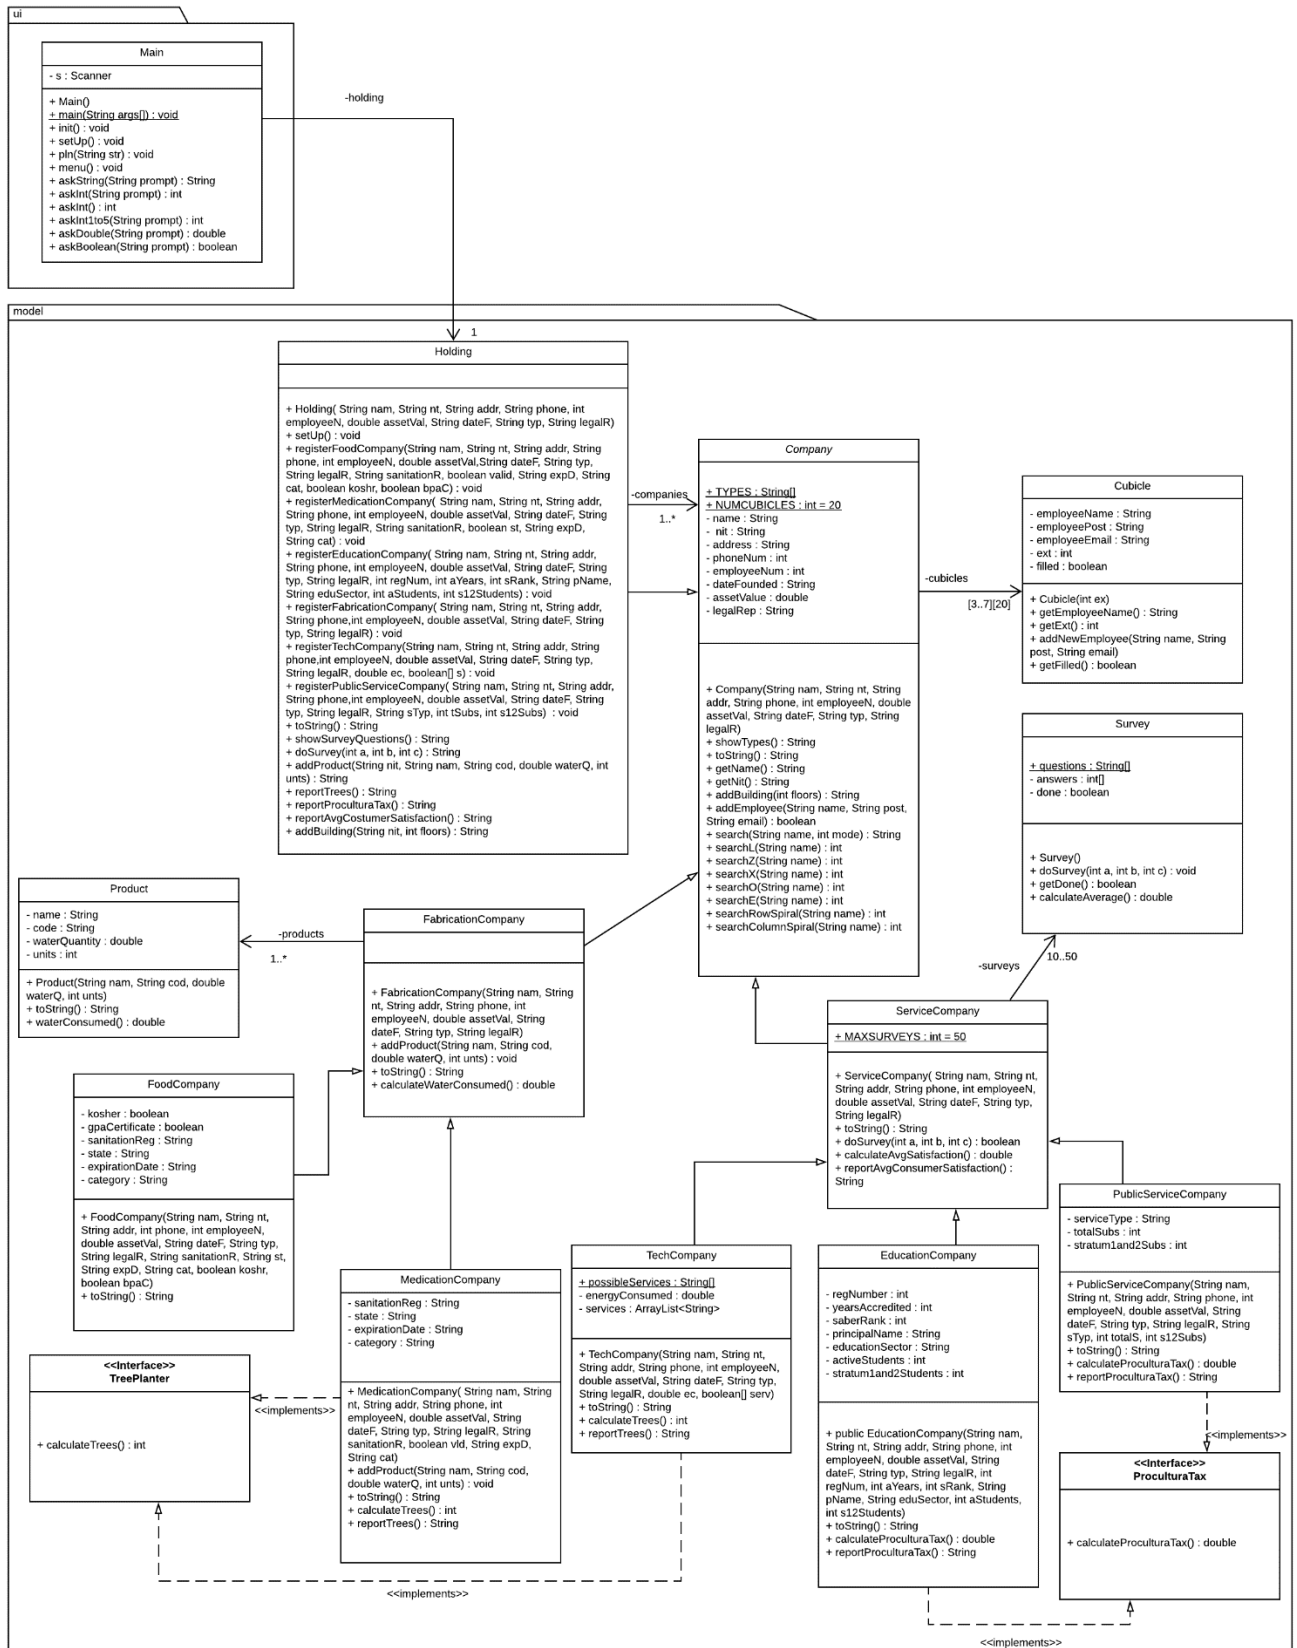 ui
Main
- s : Scanner
+ Main()
+ main(String args[]) : void
+ init() : void
+ setUp() : void
+ pln(String str) : void
+ menu() : void
+ askString(String prompt) : String
+ askInt(String prompt) : int
+ askInt() : int
+ askInt1to5(String prompt) : int
+ askDouble(String prompt) : double
+ askBoolean(String prompt) : boolean
-holding
model
1
Holding
+ Holding( String nam, String nt, String addr, String phone, int
employeeN, double assetVal, String dateF, String typ, String legalR)
+ setUp() : void
+ registerFoodCompany(String nam, String nt, String addr, String
phone, int employeeN, double assetVal,String dateF, String typ,
String legalR, String sanitationR, boolean valid, String expD, String
cat, boolean koshr, boolean bpaC) : void
+ registerMedicationCompany( String nam, String nt, String addr,
String phone, int employeeN, double assetVal, String dateF, String
typ, String legalR, String sanitationR, boolean st, String expD,
String cat) : void
+ registerEducationCompany( String nam, String nt, String addr,
String phone, int employeeN, double assetVal, String dateF, String
typ, String legalR, int regNum, int aYears, int sRank, String pName,
String eduSector, int aStudents, int s12Students) : void
+ registerFabricationCompany( String nam, String nt, String addr,
String phone,int employeeN, double assetVal, String dateF, String
typ, String legalR) : void
+ registerTechCompany(String nam, String nt, String addr, String
phone,int employeeN, double assetVal, String dateF, String typ,
String legalR, double ec, boolean[] s) : void
+ registerPublicServiceCompany( String nam, String nt, String addr,
String phone,int employeeN, double assetVal, String dateF, String
typ, String legalR, String sTyp, int tSubs, int s12Subs) : void
+ toString() : String
+ showSurveyQuestions() : String
+ doSurvey(int a, int b, int c) : String
+ addProduct(String nit, String nam, String cod, double waterQ, int
unts) : String
+ reportTrees() : String
+ reportProculturaTax() : String
+ reportAvgCostumerSatisfaction() : String
+ addBuilding(String nit, int floors) : String
-companies
1..*
Company
+ TYPES : String[]
+ NUMCUBICLES : int = 20
- name : String
- nit : String
- address : String
- phoneNum : int
- employeeNum : int
- dateFounded : String
- assetValue : double
- legalRep : String
+ Company(String nam, String nt, String
addr, String phone, int employeeN, double
assetVal, String dateF, String typ, String
legalR)
+ showTypes() : String
+ toString() : String
+ getName() : String
+ getNit() : String
+ addBuilding(int floors) : String
+ addEmployee(String name, String post,
String email) : boolean
+ search(String name, int mode) : String
+ searchL(String name) : int
+ searchZ(String name) : int
+ searchX(String name) : int
+ searchO(String name) : int
+ searchE(String name) : int
+ searchRowSpiral(String name) : int
+ searchColumnSpiral(String name) : int
-cubicles
[3..7][20]
Cubicle
- employeeName : String
- employeePost : String
- employeeEmail : String
- ext : int
- filled : boolean
+ Cubicle(int ex)
+ getEmployeeName() : String
+ getExt() : int
+ addNewEmployee(String name, String
post, String email)
+ getFilled() : boolean
Survey
+ questions : String[]
- answers : int[]
- done : boolean
+ Survey()
+ doSurvey(int a, int b, int c) : void
+ getDone() : boolean
+ calculateAverage() : double
-surveys
10..50
Product
- name : String
- code : String
- waterQuantity : double
- units : int
+ Product(String nam, String cod, double
waterQ, int unts)
+ toString() : String
+ waterConsumed() : double
-products
1..*
FabricationCompany
+ FabricationCompany(String nam, String
nt, String addr, String phone, int
employeeN, double assetVal, String
dateF, String typ, String legalR)
+ addProduct(String nam, String cod,
double waterQ, int unts) : void
+ toString() : String
+ calculateWaterConsumed() : double
ServiceCompany
+ MAXSURVEYS : int = 50
+ ServiceCompany( String nam, String nt,
String addr, String phone, int employeeN,
double assetVal, String dateF, String typ,
String legalR)
+ toString() : String
+ doSurvey(int a, int b, int c) : boolean
+ calculateAvgSatisfaction() : double
+ reportAvgConsumerSatisfaction() :
String
FoodCompany
- kosher : boolean
- gpaCertificate : boolean
- sanitationReg : String
- state : String
- expirationDate : String
- category : String
+ FoodCompany(String nam, String nt,
String addr, int phone, int employeeN,
double assetVal, String dateF, String typ,
String legalR, String sanitationR, String st,
String expD, String cat, boolean koshr,
boolean bpaC)
+ toString() : String
MedicationCompany
- sanitationReg : String
- state : String
- expirationDate : String
- category : String
+ MedicationCompany( String nam, String
nt, String addr, String phone, int
employeeN, double assetVal, String
dateF, String typ, String legalR, String
sanitationR, boolean vld, String expD,
String cat)
+ addProduct(String nam, String cod,
double waterQ, int unts) : void
+ toString() : String
+ calculateTrees() : int
+ reportTrees() : String
TechCompany
+ possibleServices : String[]
- energyConsumed : double
- services : ArrayList<String>
+ TechCompany(String nam, String nt,
String addr, String phone, int employeeN,
double assetVal, String dateF, String typ,
String legalR, double ec, boolean[] serv)
+ toString() : String
+ calculateTrees() : int
+ reportTrees() : String
EducationCompany
- regNumber : int
- yearsAccredited : int
- saberRank : int
- principalName : String
- educationSector : String
- activeStudents : int
- stratum1and2Students : int
+ public EducationCompany(String nam,
String nt, String addr, String phone, int
employeeN, double assetVal, String
dateF, String typ, String legalR, int
regNum, int aYears, int sRank, String
pName, String eduSector, int aStudents,
int s12Students)
+ toString() : String
+ calculateProculturaTax() : double
+ reportProculturaTax() : String
PublicServiceCompany
- serviceType : String
- totalSubs : int
- stratum1and2Subs : int
+ PublicServiceCompany(String nam,
String nt, String addr, String phone, int
employeeN, double assetVal, String
dateF, String typ, String legalR, String
sTyp, int totalS, int s12Subs)
+ toString() : String
+ calculateProculturaTax() : double
+ reportProculturaTax() : String
<<Interface>>
TreePlanter
+ calculateTrees() : int
<<implements>>
<<implements>>
<<implements>>
<<Interface>>
ProculturaTax
+ calculateProculturaTax() : double
<<implements>>